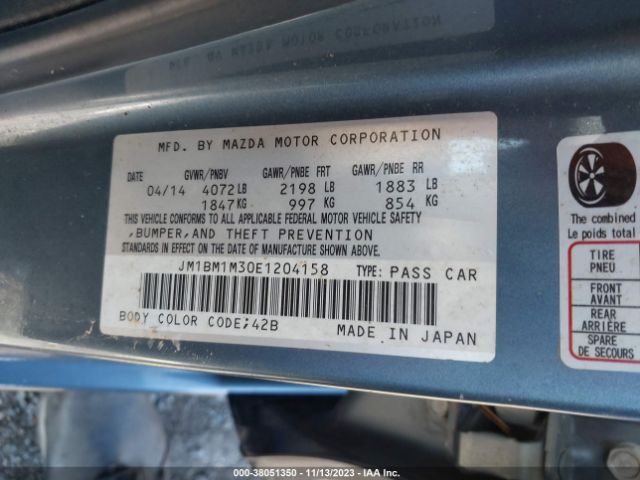 MFD. BY MAZDA MOTOR CORPORATION
DATE GVWR/PNBV GAWR/PNBE FRT GAWR/PNBE RR
04/14 4072 LB 2198 LB 1883 LB
1847 KG 997 KG 854 KG
THIS VEHICLE CONFORMS TO ALL APPLICABLE FEDERAL MOTOR VEHICLE SAFETY
,BUMPER,AND THEFT PREVENTION
STANDARDS IN EFFECT ON THE DATE OF MANUFACTURE SHOWN ABOVE.
JM1BM1M30E1204158 TYPE: PASS CAR
BODY COLOR CODE;42B
MADE IN JAPAN
The combined
Le poids total
TIRE
PNEU
FRONT
AVANT
REAR
ARRIÈRE
SPARE
DE SECOURS
000-38051350 - 11/13/2023 - IAA Inc.